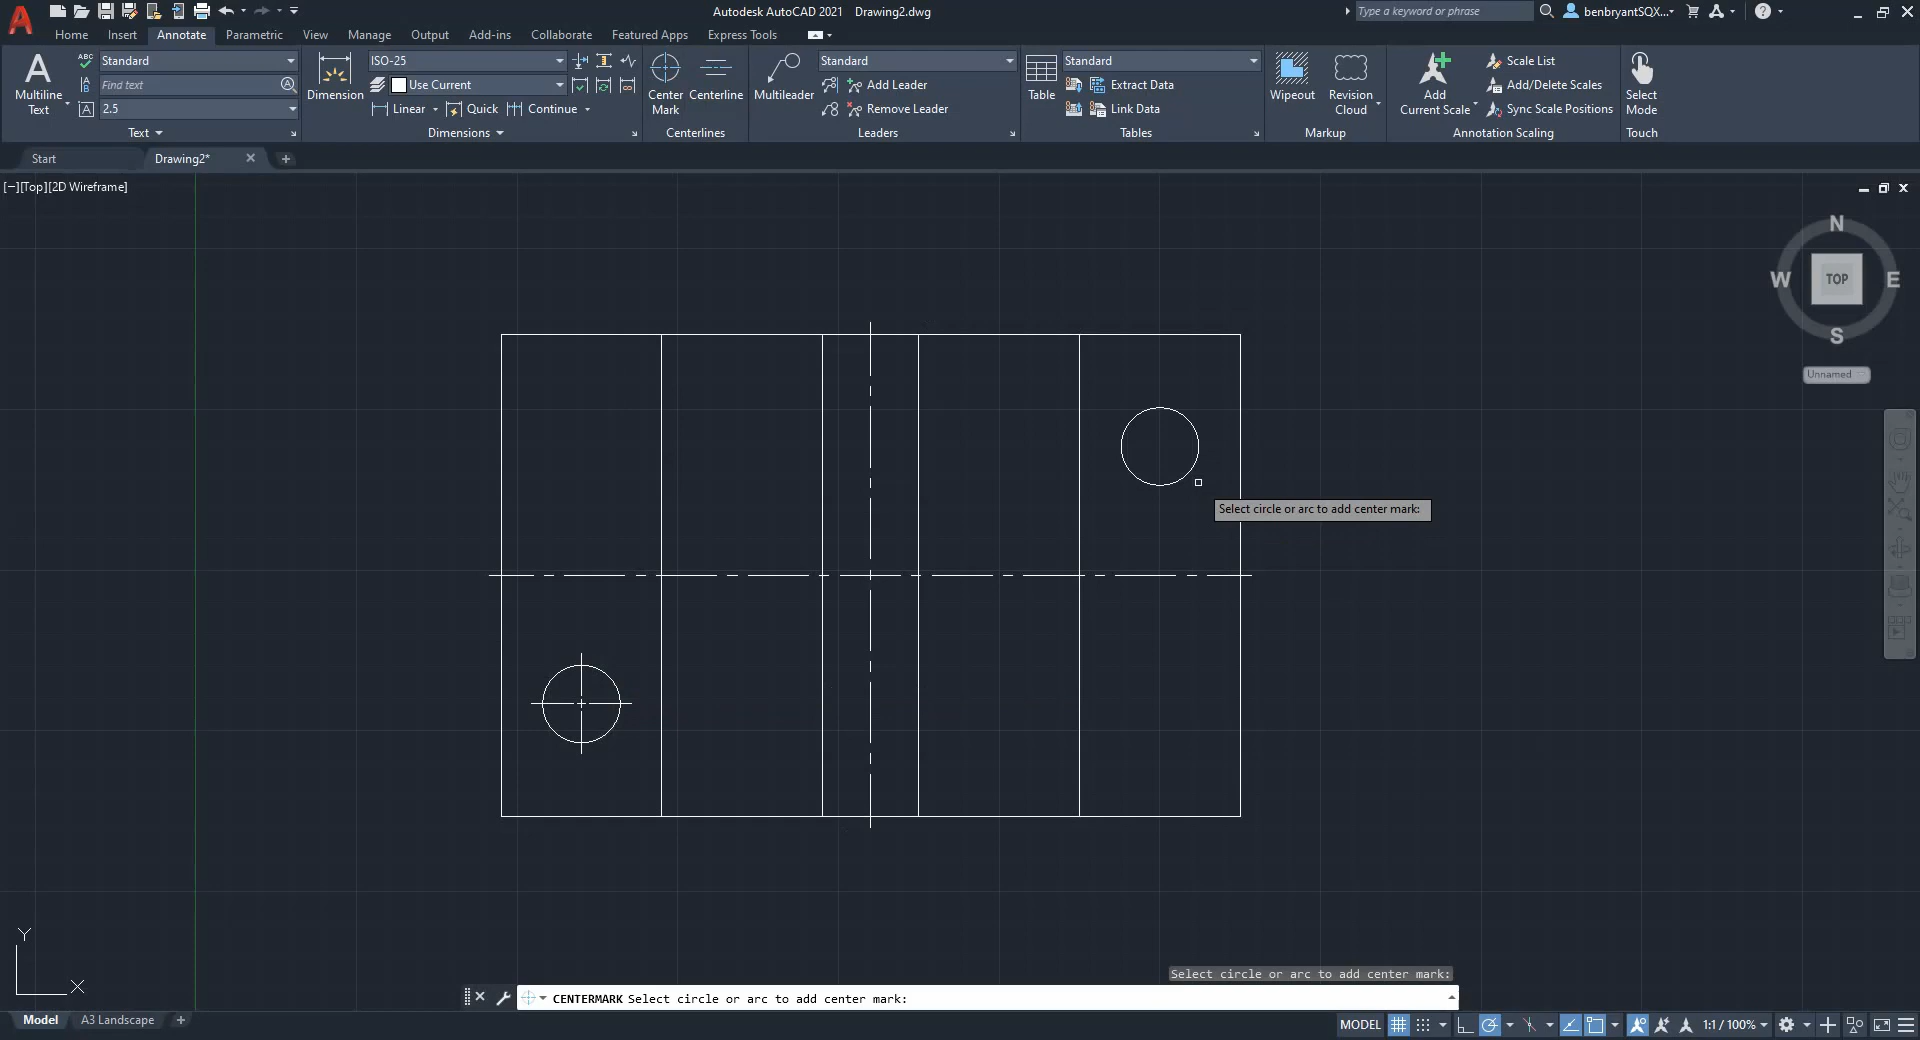 Autodesk AutoCAD 2021 Drawing2.dwg
Type a keyword or phrase
benbryantSQX...
Home Insert Annotate Parametric View Manage Output Add-ins Collaborate Featured Apps Express Tools
Multiline Text
ABC
Standard
Find text
2.5
Text
Dimension
ISO-25
Use Current
Linear Quick Continue
Dimensions
Center Mark
Centerline
Centerlines
Multileader
Standard
Add Leader
Remove Leader
Leaders
Table
Standard
Extract Data
Link Data
Tables
Wipeout
Revision Cloud
Markup
Add Current Scale
Scale List
Add/Delete Scales
Sync Scale Positions
Annotation Scaling
Select Mode
Touch
Start Drawing2*
[−][Top][2D Wireframe]
N
W TOP E
S
Unnamed
Select circle or arc to add center mark:
Y
X
Select circle or arc to add center mark:
CENTERMARK Select circle or arc to add center mark:
Model A3 Landscape
MODEL 1:1 / 100%